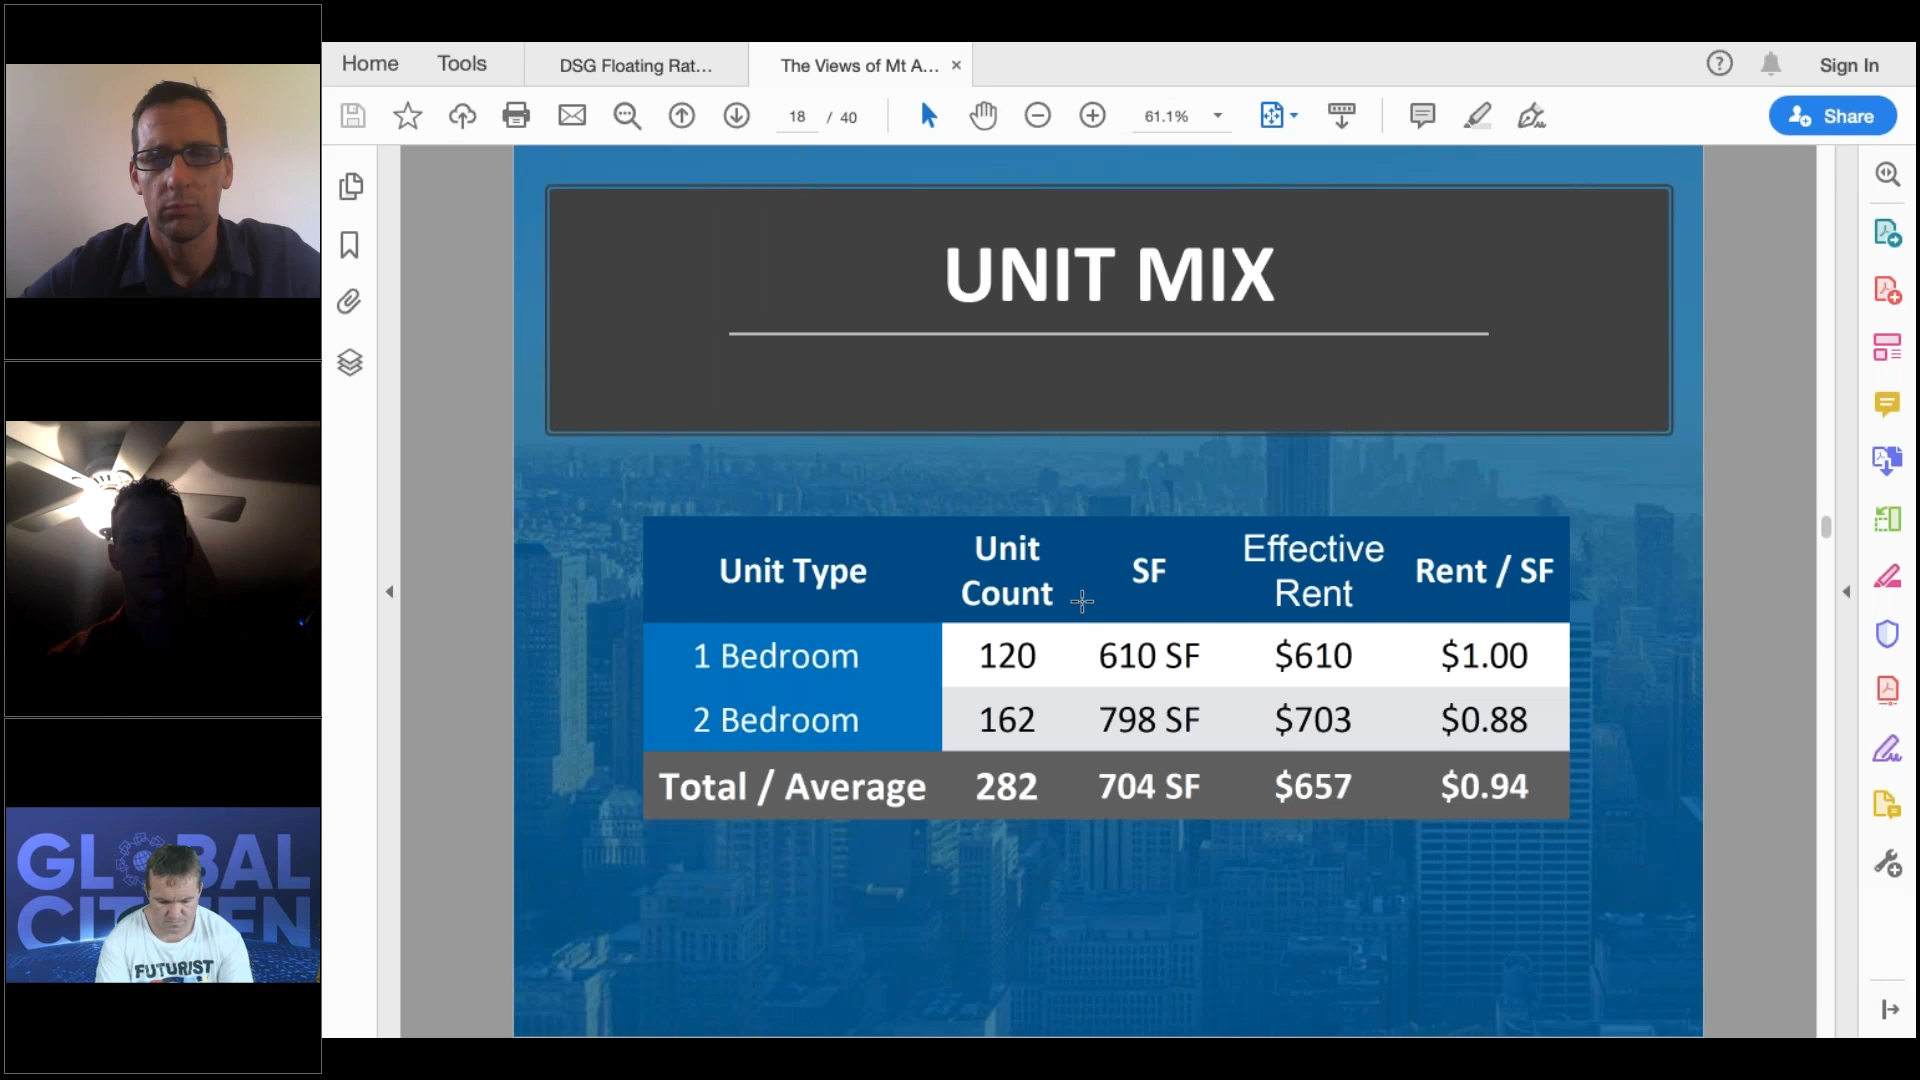 Home Tools DSG Floating Rat... The Views of Mt A... × Sign In
18 / 40 61.1% Share
UNIT MIX
Unit Type Unit Count SF Effective Rent Rent / SF
1 Bedroom 120 610 SF $610 $1.00
2 Bedroom 162 798 SF $703 $0.88
Total / Average 282 704 SF $657 $0.94
GLOBAL
CITIZEN
FUTURIST